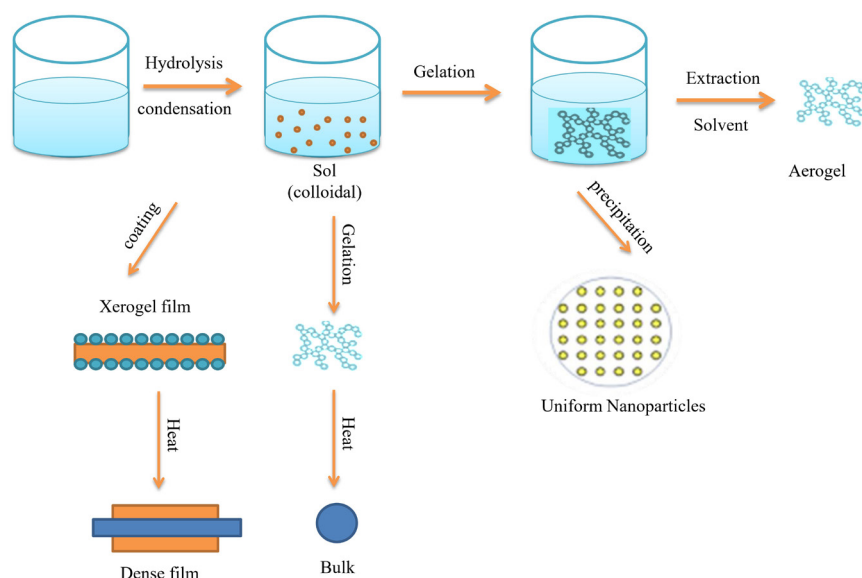 Hydrolysis
condensation
Gelation
Extraction
Solvent
Sol
(colloidal)
Aerogel
coating
Gelation
precipitation
Xerogel film
Uniform Nanoparticles
Heat
Heat
Dense film
Bulk